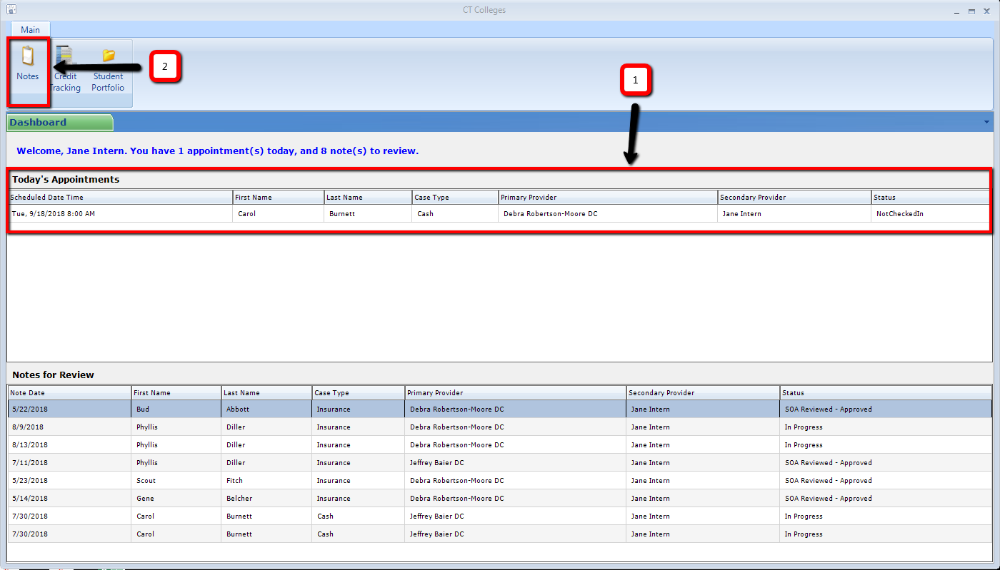 CT Colleges
Main
Notes
Credit Tracking
Student Portfolio
2
1
Dashboard
Welcome, Jane Intern. You have 1 appointment(s) today, and 8 note(s) to review.
Today's Appointments
Scheduled Date Time First Name Last Name Case Type Primary Provider Secondary Provider Status
Tue, 9/18/2018 8:00 AM Carol Burnett Cash Debra Robertson-Moore DC Jane Intern NotCheckedIn
Notes for Review
Note Date First Name Last Name Case Type Primary Provider Secondary Provider Status
5/22/2018 Bud Abbott Insurance Debra Robertson-Moore DC Jane Intern SOA Reviewed - Approved
8/9/2018 Phyllis Diller Insurance Debra Robertson-Moore DC Jane Intern In Progress
8/13/2018 Phyllis Diller Insurance Debra Robertson-Moore DC Jane Intern In Progress
7/11/2018 Phyllis Diller Insurance Jeffrey Baier DC Jane Intern SOA Reviewed - Approved
5/23/2018 Scout Fitch Insurance Debra Robertson-Moore DC Jane Intern SOA Reviewed - Approved
5/14/2018 Gene Belcher Insurance Debra Robertson-Moore DC Jane Intern SOA Reviewed - Approved
7/30/2018 Carol Burnett Cash Jeffrey Baier DC Jane Intern In Progress
7/30/2018 Carol Burnett Cash Jeffrey Baier DC Jane Intern In Progress